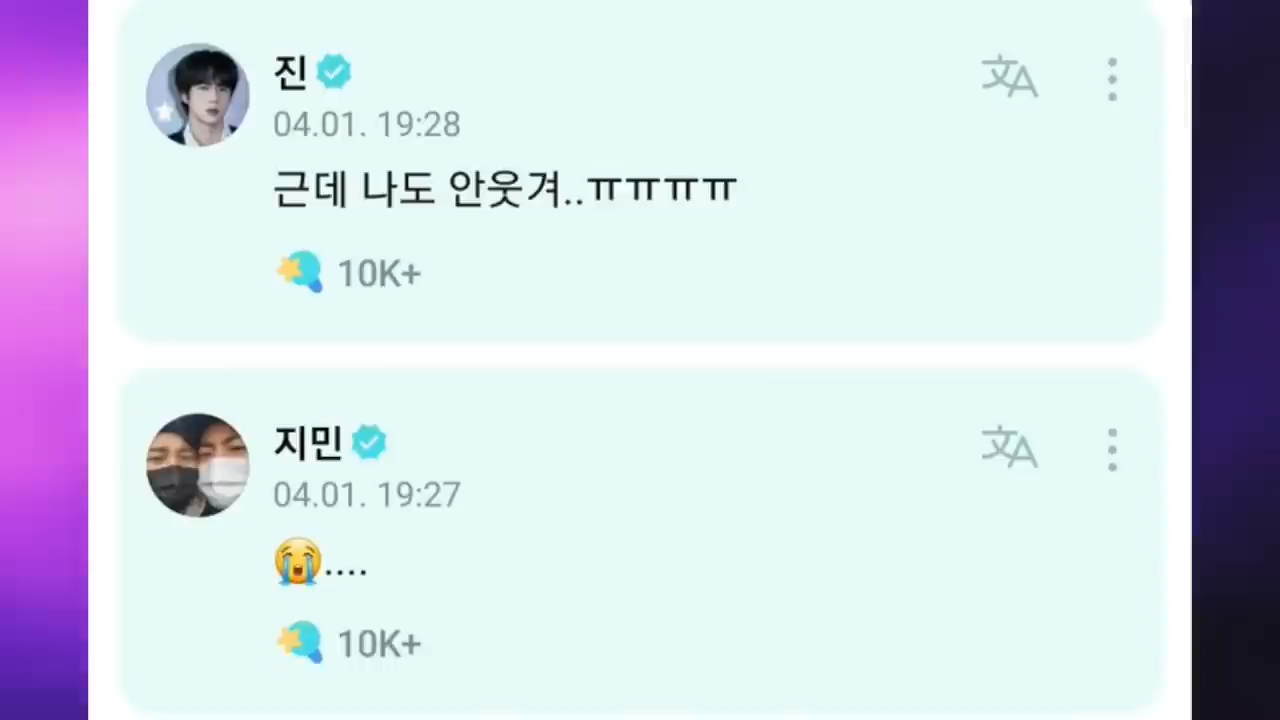 진
04.01. 19:28
근데 나도 안웃겨..ㅠㅠㅠㅠ
10K+
지민
04.01. 19:27
😭....
10K+